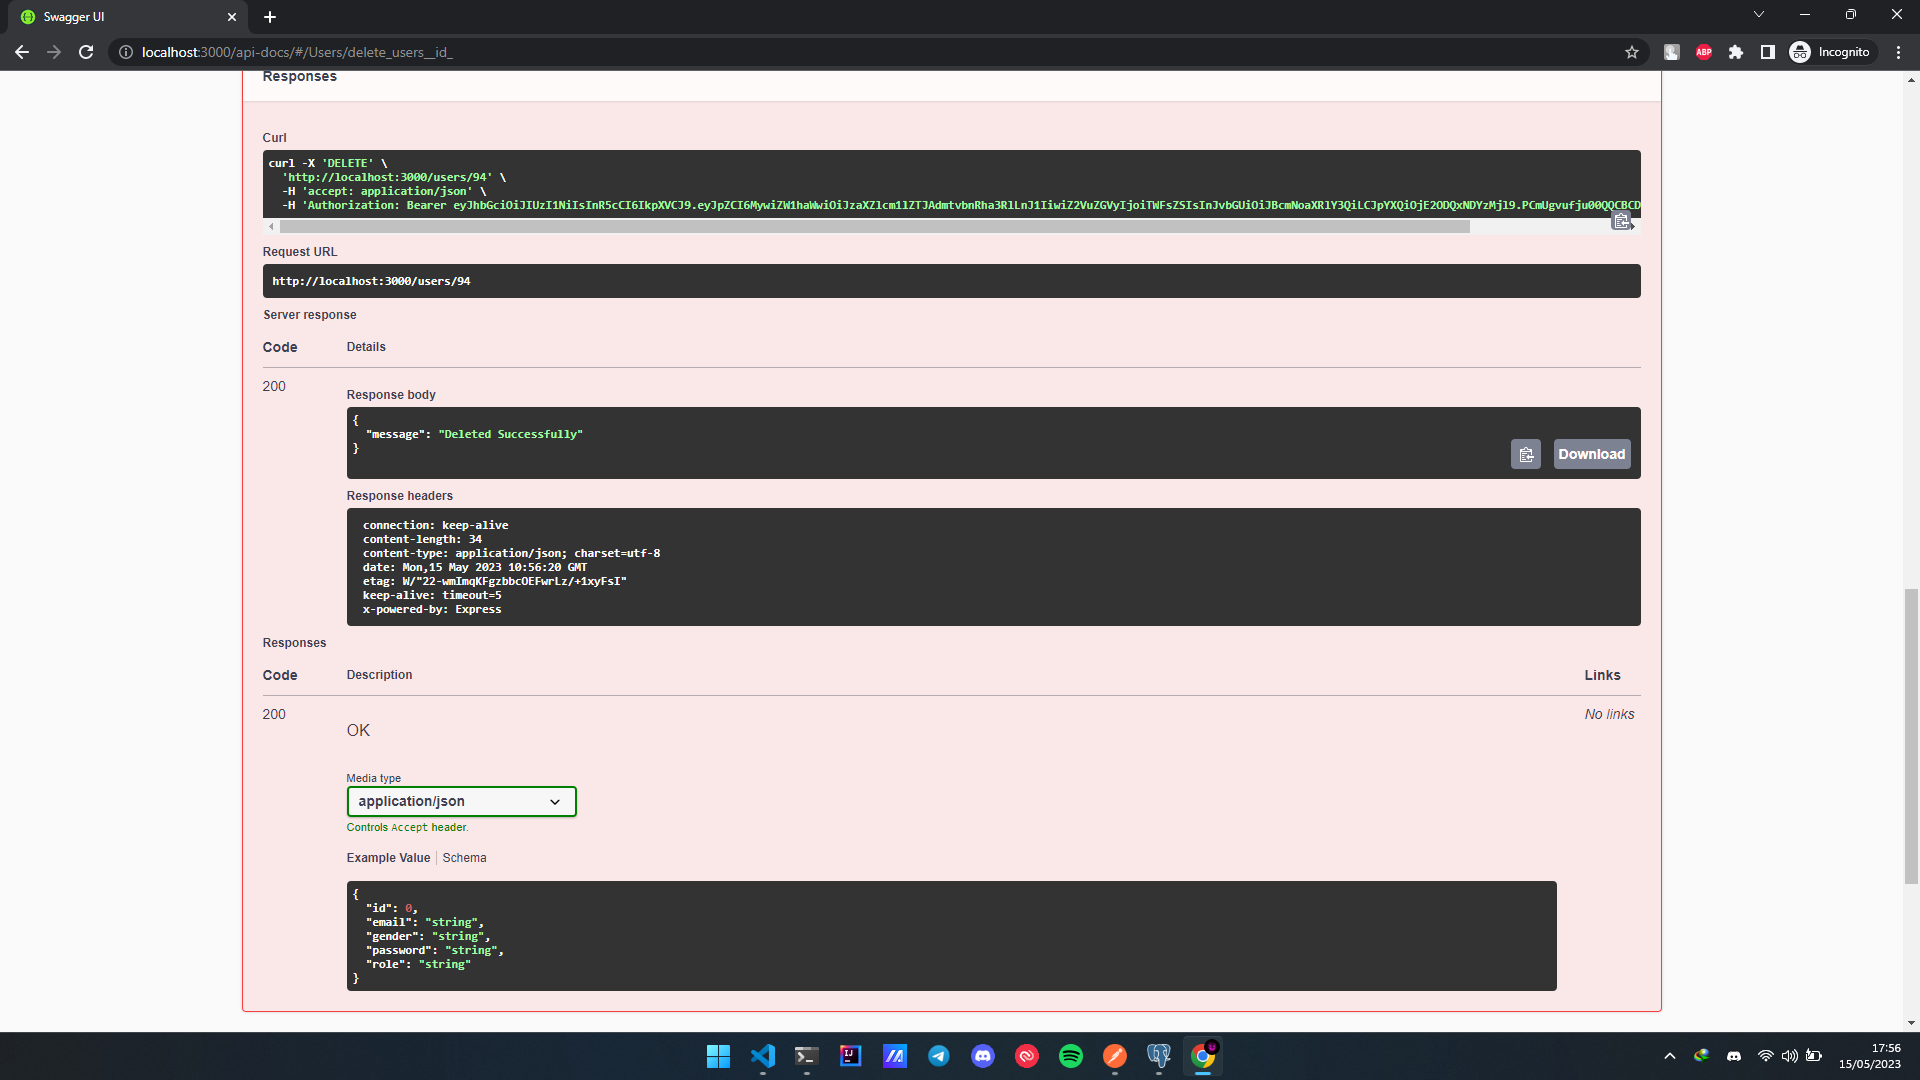 Swagger UI
localhost:3000/api-docs/#/Users/delete_users__id_
ABP
Incognito
Responses
Curl
curl -X 'DELETE' \
'http://localhost:3000/users/94' \
-H 'accept: application/json' \
-H 'Authorization: Bearer
Request URL
http://localhost:3000/users/94
Server response
Code Details
200
Response body
{
"message": "Deleted Successfully"
}
Download
Response headers
connection: keep-alive
content-length: 34
content-type: application/json; charset=utf-8
date: Mon,15 May 2023 10:56:20 GMT
etag: W/"22-wmImqKFgzbbcOEFwrLz/+1xyFsI"
keep-alive: timeout=5
x-powered-by: Express
Responses
Code Description Links
200
OK
No links
Media type
application/json
Controls Accept header.
Example Value Schema
{
"id": 0,
"email": "string",
"gender": "string",
"password": "string",
"role": "string"
}
17:56
15/05/2023